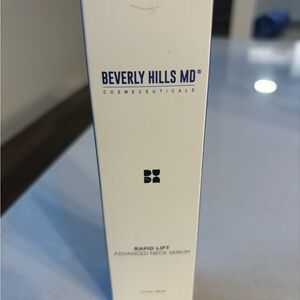 BEVERLY HILLS MD®
COSMECEUTICALS
RAPID LIFT
ADVANCED NECK SERUM